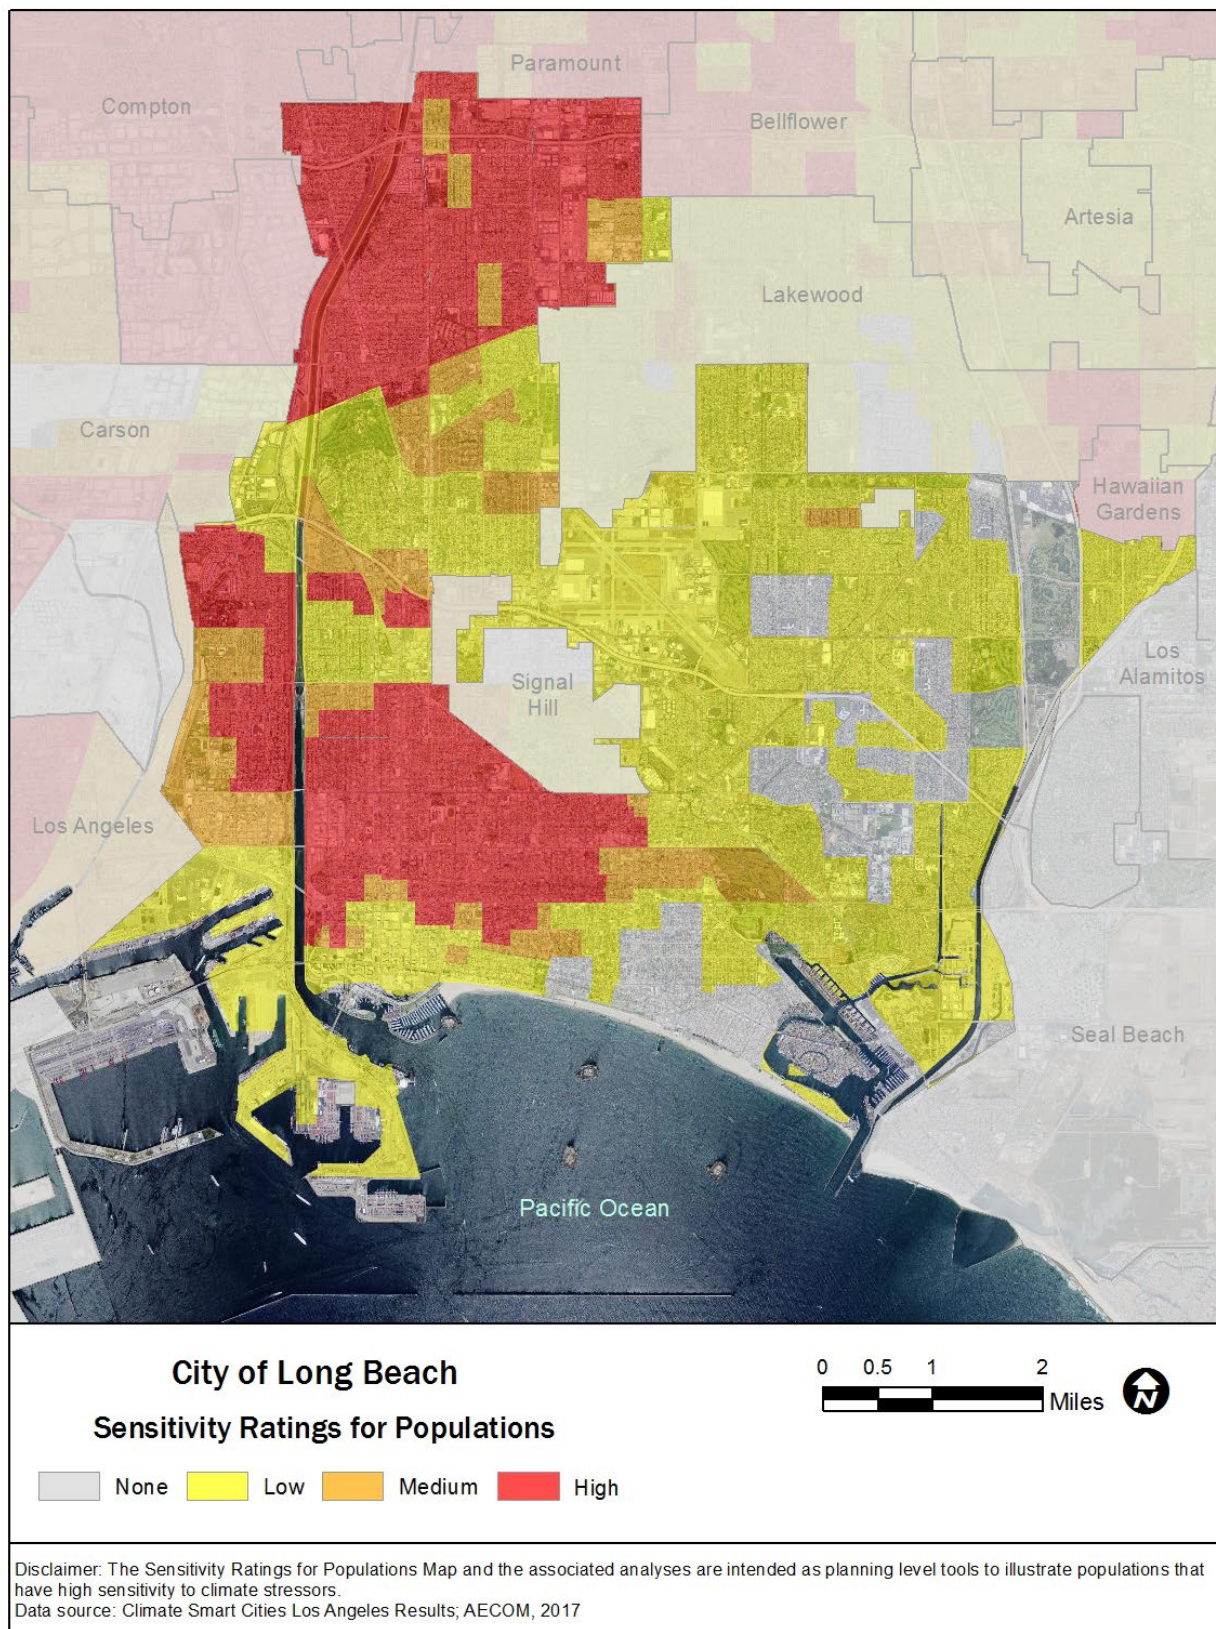 Paramount
Compton
Bellflower
Artesia
Lakewood
Carson
Hawaiian
Gardens
Los
Alamitos
Signal
Hill
Los Angeles
Seal Beach
Pacific Ocean
City of Long Beach
Sensitivity Ratings for Populations
None Low Medium High
0 0.5 1 2
Miles N
Disclaimer: The Sensitivity Ratings for Populations Map and the associated analyses are intended as planning level tools to illustrate populations that
have high sensitivity to climate stressors.
Data source: Climate Smart Cities Los Angeles Results; AECOM, 2017